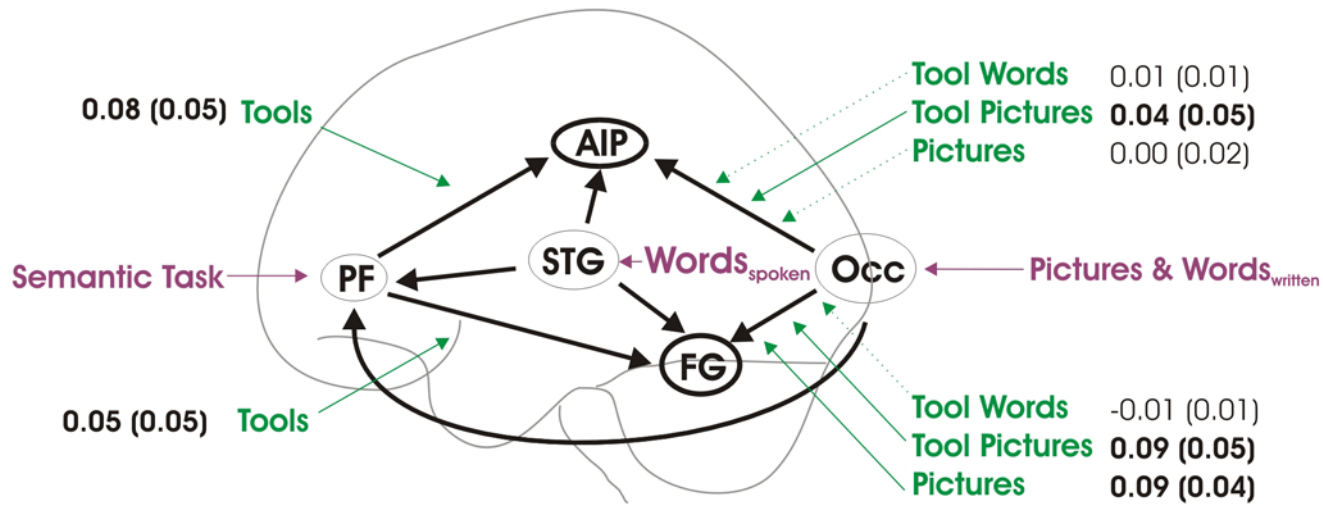 Tool Words 0.01 (0.01)
0.08 (0.05) Tools
Tool Pictures 0.04 (0.05)
Pictures 0.00 (0.02)
AIP
Semantic Task
PF
STG
Words spoken
Occ
Pictures & Words written
FG
0.05 (0.05) Tools
Tool Words -0.01 (0.01)
Tool Pictures 0.09 (0.05)
Pictures 0.09 (0.04)